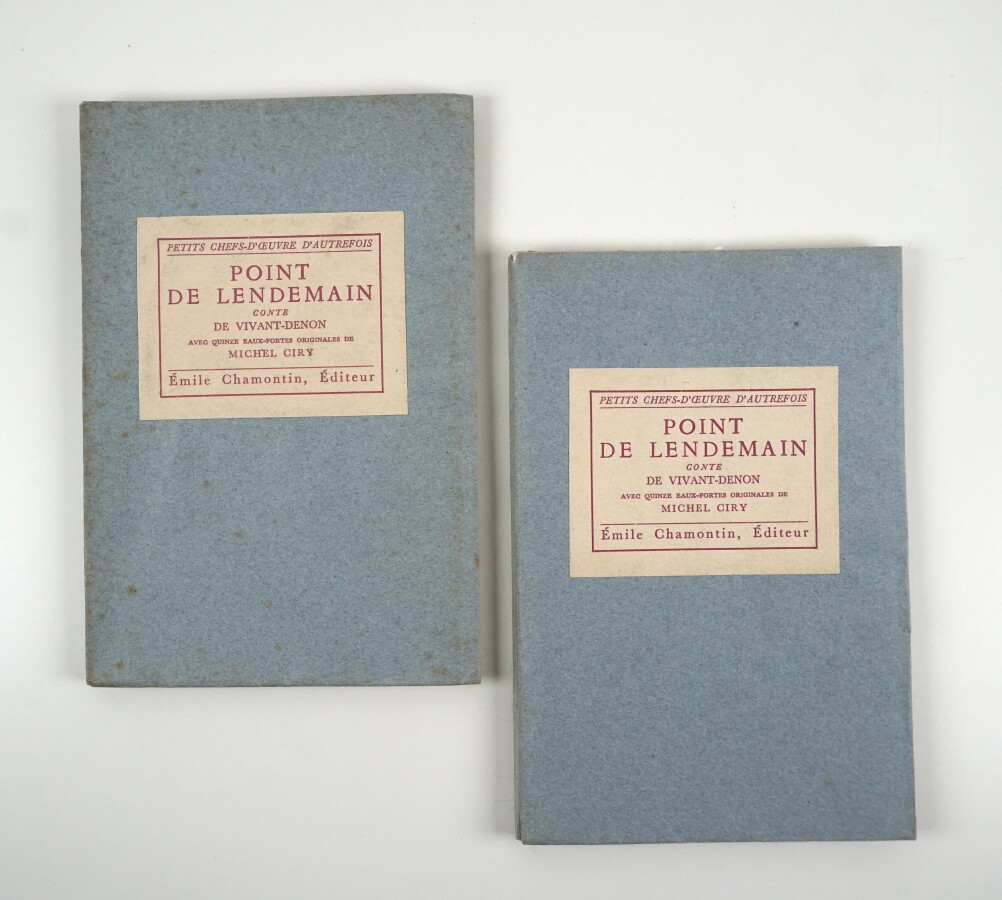 PETITS CHEFS-D'ŒUVRE D'AUTREFOIS
POINT
DE LENDEMAIN
CONTE
DE VIVANT-DENON
AVEC QUINZE EAUX-FORTES ORIGINALES DE
MICHEL CIRY
Émile Chamontin, Éditeur
PETITS CHEFS-D'ŒUVRE D'AUTREFOIS
POINT
DE LENDEMAIN
CONTE
DE VIVANT-DENON
AVEC QUINZE EAUX-FORTES ORIGINALES DE
MICHEL CIRY
Émile Chamontin, Éditeur